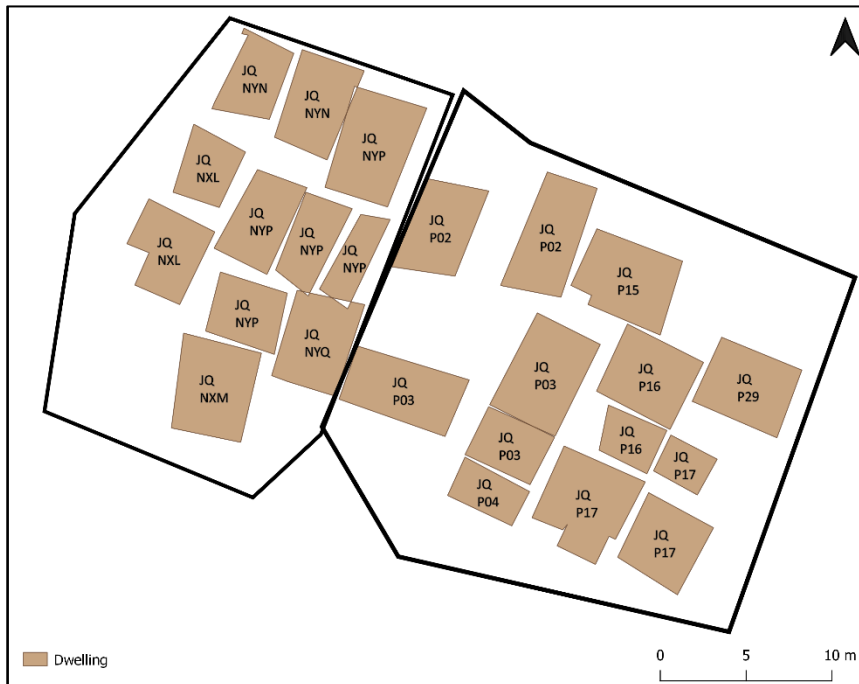 JQ
NYN
JQ
NYN
JQ
NYP
JQ
NXL
JQ
NYP
JQ
NYP
JQ
NYP
JQ
NXL
JQ
NYP
JQ
NYQ
JQ
NXM
JQ
P02
JQ
P02
JQ
P15
JQ
P03
JQ
P03
JQ
P16
JQ
P29
JQ
P16
JQ
P03
JQ
P17
JQ
P04
JQ
P17
JQ
P17
Dwelling
0 5 10 m